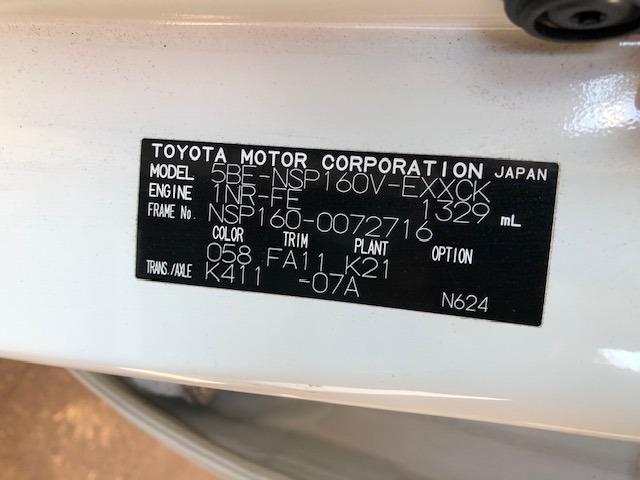 TOYOTA MOTOR CORPORATION JAPAN
MODEL 5BE-NSP160V-EXXCK
ENGINE 1NR-FE 1329 mL
FRAME No. NSP160-0072716
COLOR TRIM PLANT OPTION
058 FA11 K21
TRANS./AXLE K411 -07A
N624